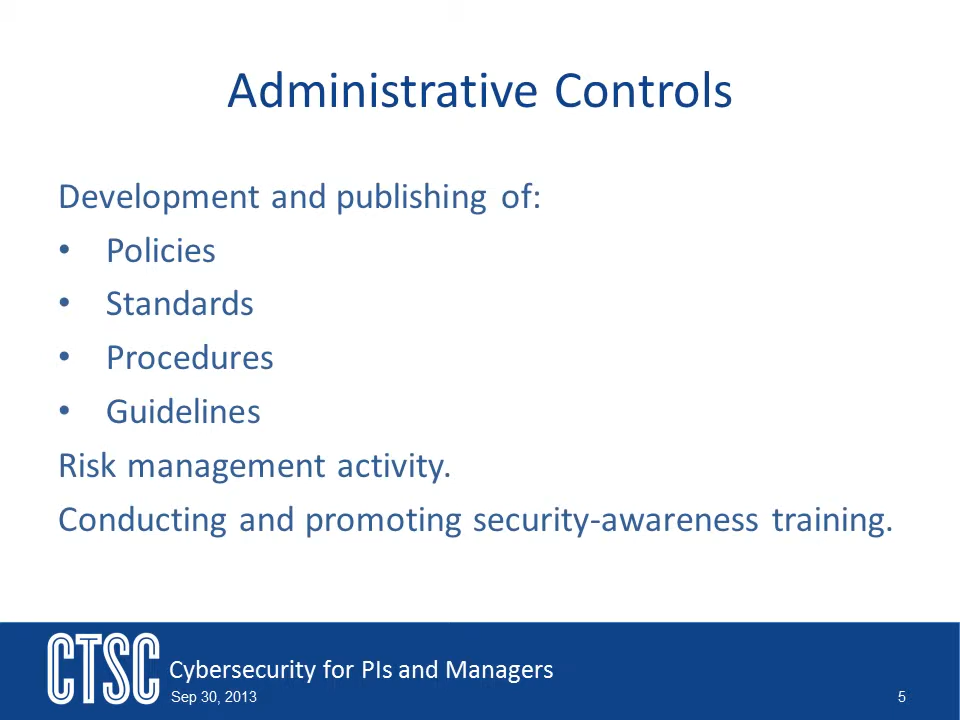 Administrative Controls
Development and publishing of:
• Policies
• Standards
• Procedures
• Guidelines
Risk management activity.
Conducting and promoting security-awareness training.
CTSC
Cybersecurity for PIs and Managers
Sep 30, 2013
5